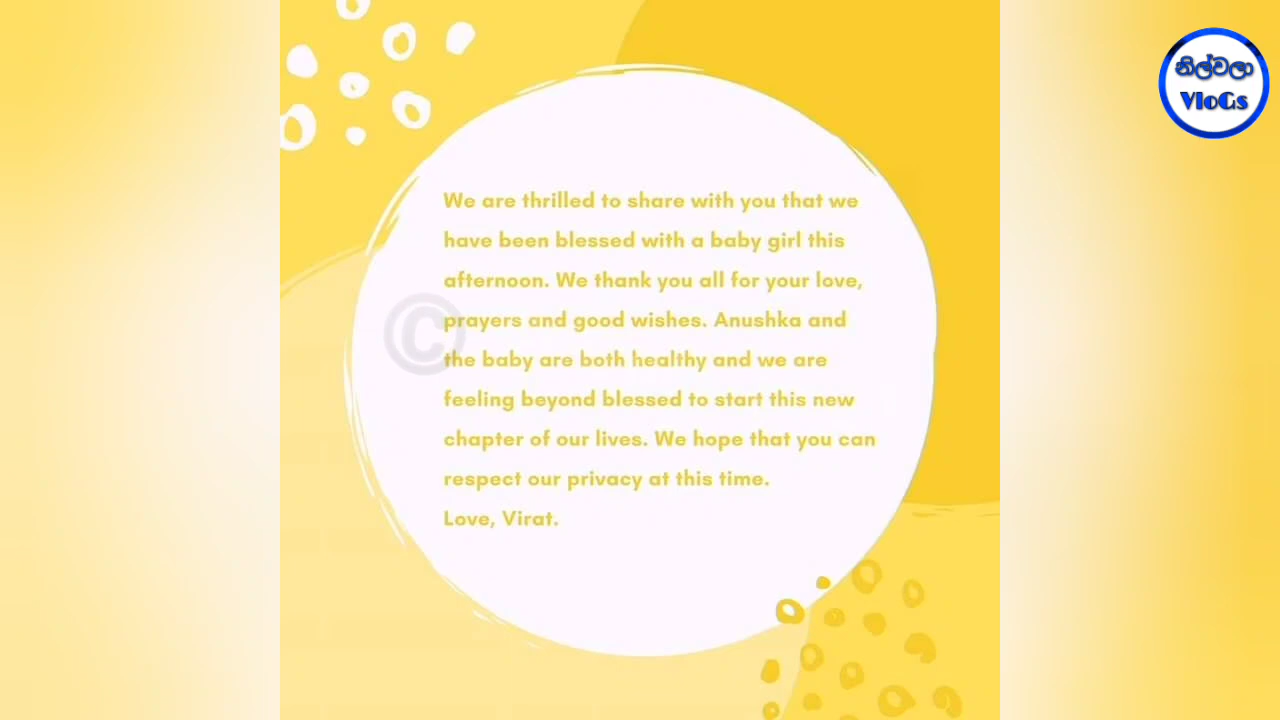 නිල්වලා
VloGs
We are thrilled to share with you that we
have been blessed with a baby girl this
afternoon. We thank you all for your love,
prayers and good wishes. Anushka and
the baby are both healthy and we are
feeling beyond blessed to start this new
chapter of our lives. We hope that you can
respect our privacy at this time.
Love, Virat.
©